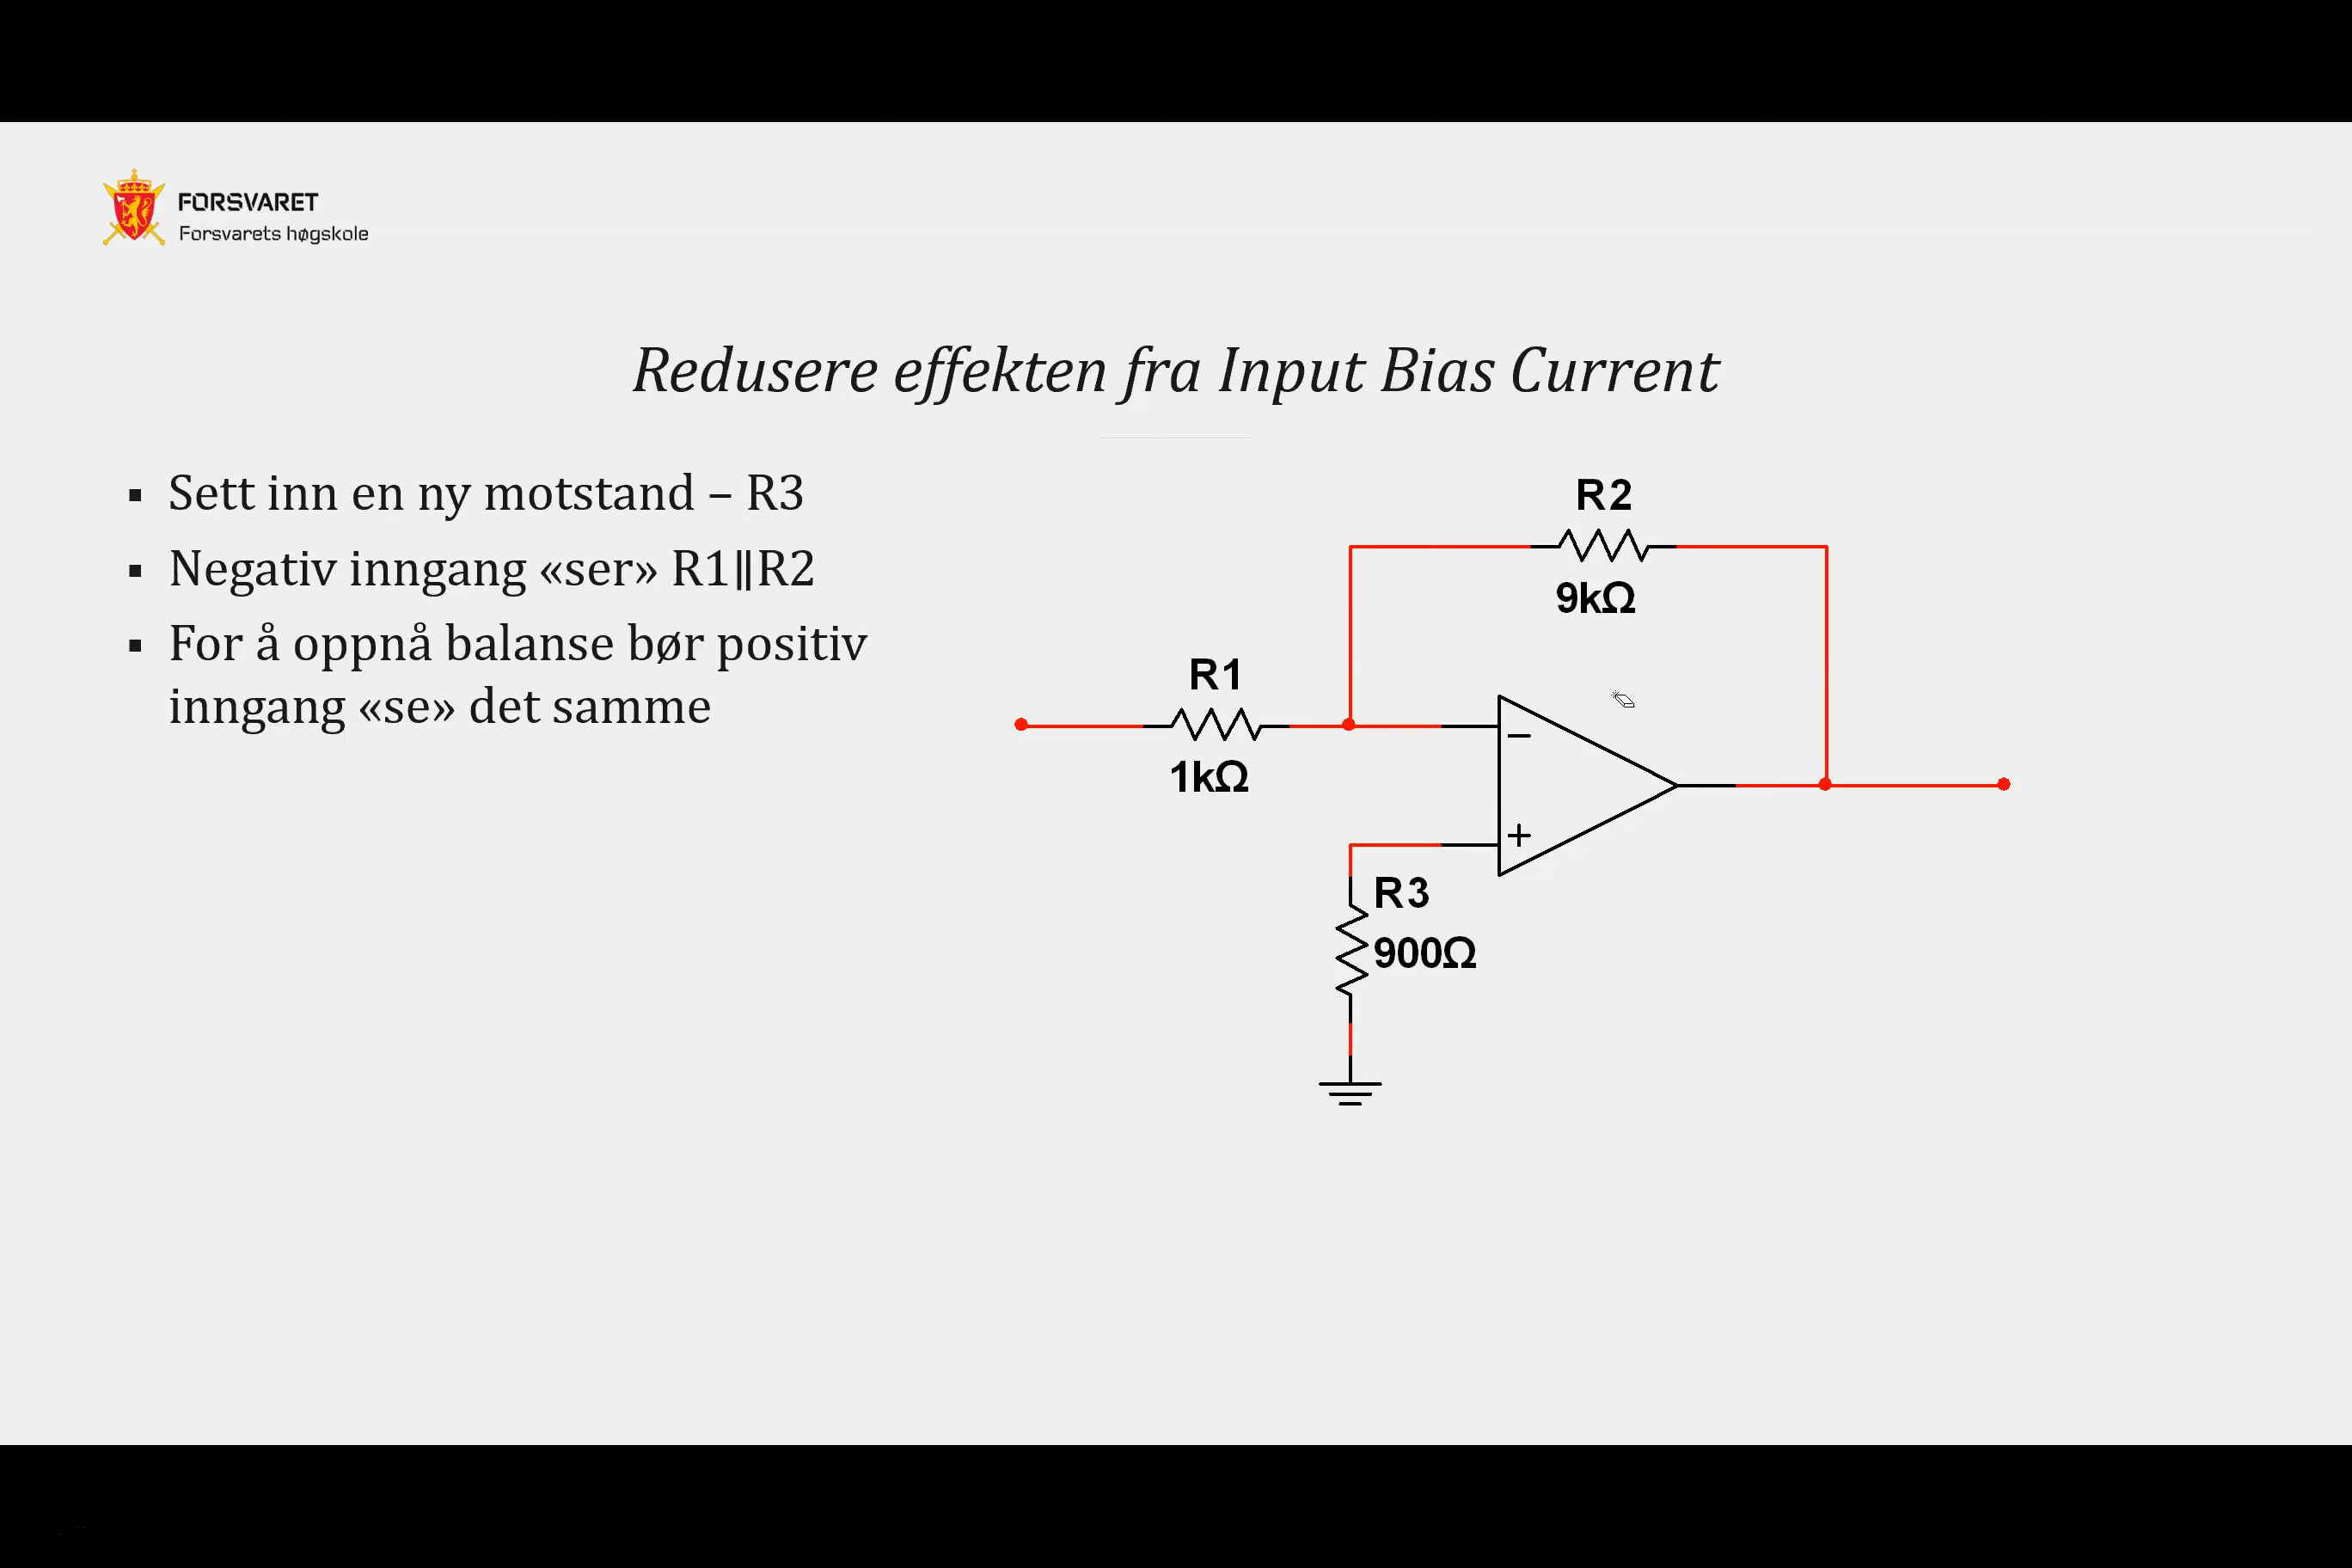 FORSVARET
Forsvarets høgskole
Redusere effekten fra Input Bias Current
▪ Sett inn en ny motstand – R3
▪ Negativ inngang «ser» R1∥R2
▪ For å oppnå balanse bør positiv
inngang «se» det samme
R2
9kΩ
R1
1kΩ
R3
900Ω